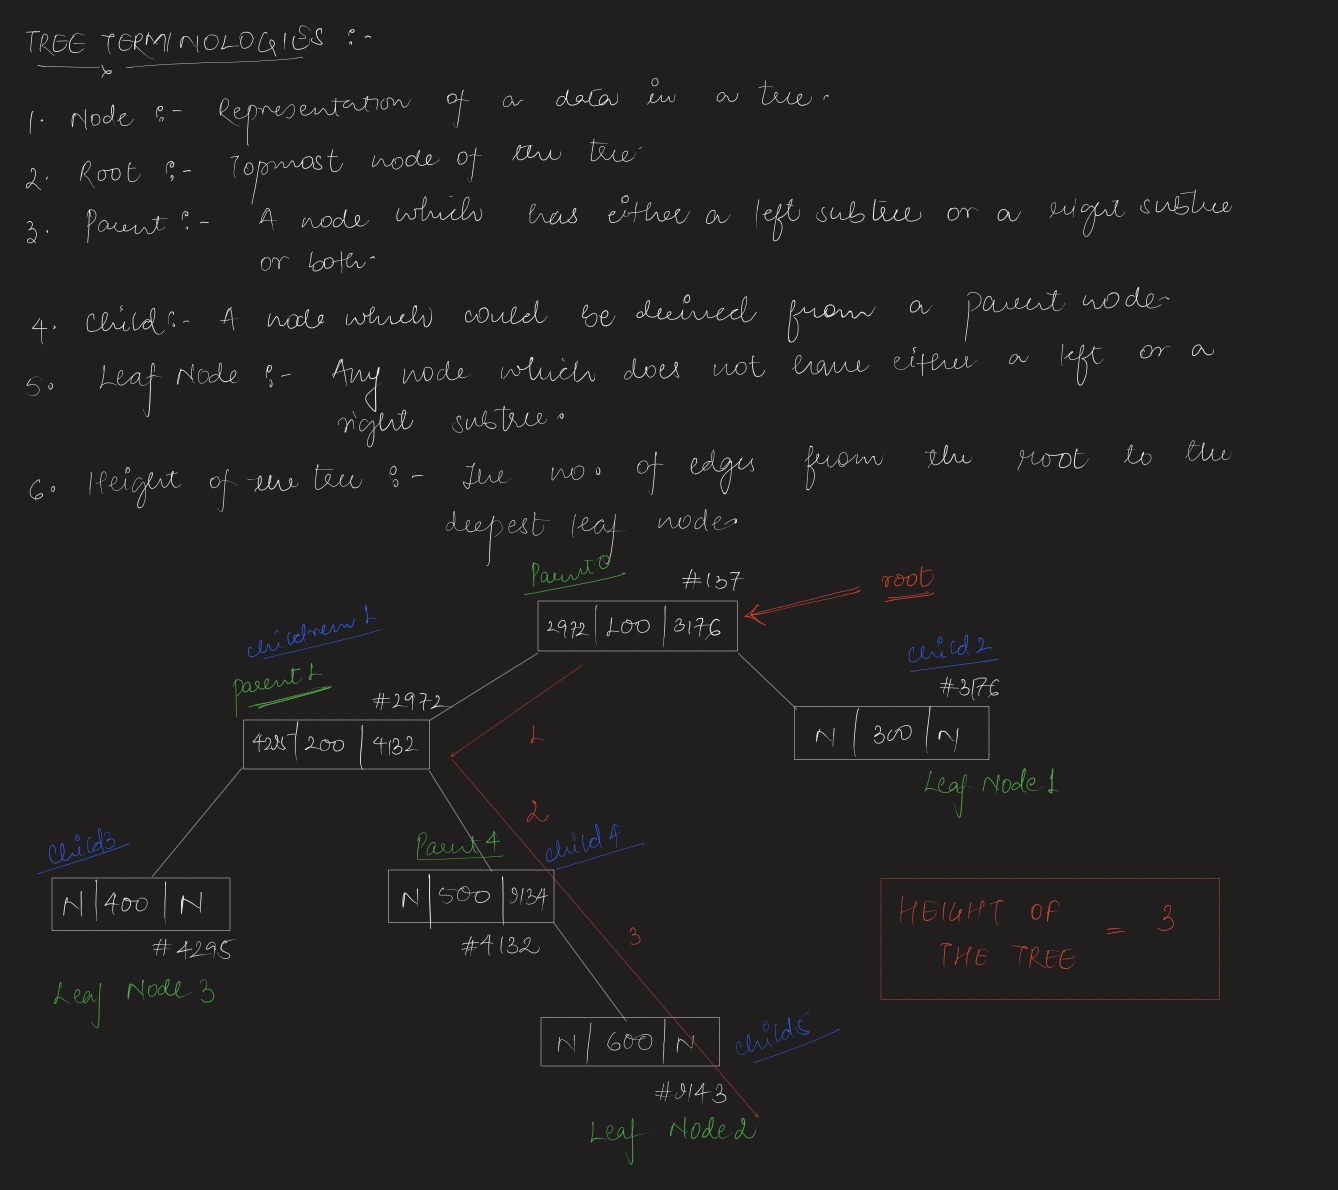 TREE TERMINOLOGIES :-
1. Node :- Representation of a data in a tree.
2. Root :- Topmost node of the tree.
3. Parent :- A node which has either a left subtree or a right subtree
or both.
4. Child :- A node which could be derived from a parent node.
5. Leaf Node :- Any node which does not have either a left or a
right subtree.
6. Height of the tree :- The no. of edges from the root to the
deepest leaf node.
Parent 0
#137
root
2972 | 100 | 3176
children 1
parent 1
#2972
Child 2
#3176
4295 | 200 | 4132
N | 300 | N
1
Leaf Node 1
2
Child 3
Parent 4
child 4
N | 400 | N
N | 500 | 9134
#4295
#4132
3
HEIGHT OF
THE TREE = 3
Leaf Node 3
N | 600 | N
child 5
#9143
Leaf Node 2